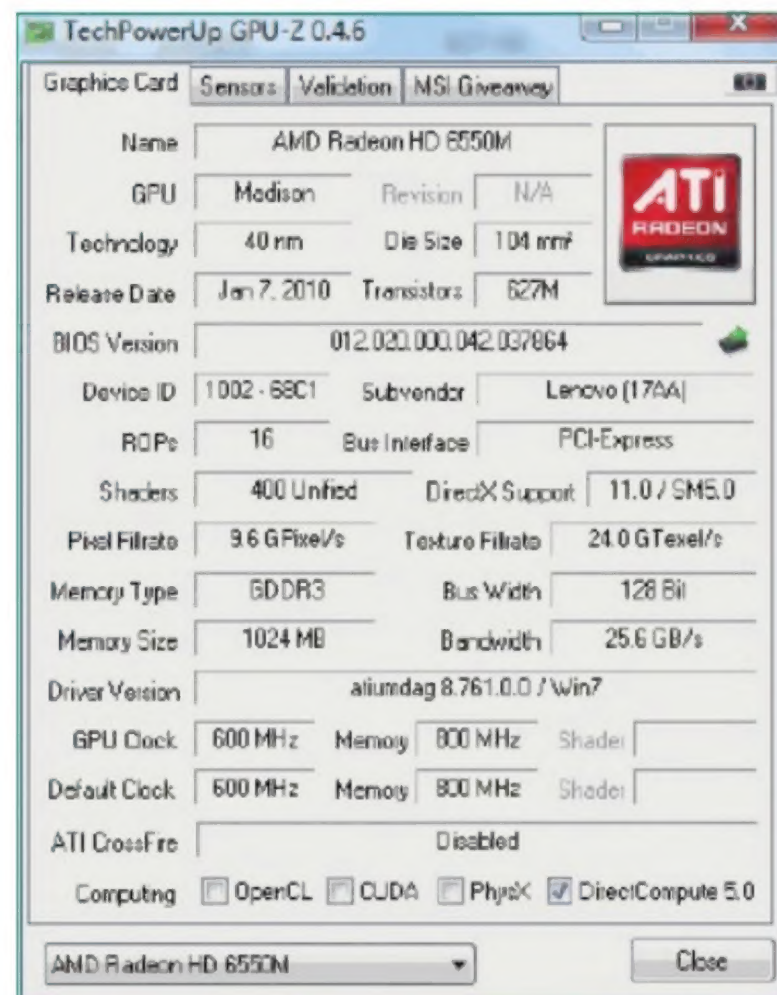 TechPowerUp GPU-Z 0.4.6
Graphics Card Sensors Validation MSI Giveaway
Name AMD Radeon HD 6550M
GPU Madison Revision N/A
ATI
RADEON
GRAPHICS
Technology 40 nm Die Size 104 mm²
Release Date Jan 7, 2010 Transistors 627M
BIOS Version 012.020.000.042.037864
Device ID 1002 - 68C1 Subvendor Lenovo (17AA)
ROPs 16 Bus Interface PCI-Express
Shaders 400 Unified DirectX Support 11.0 / SM5.0
Pixel Fillrate 9.6 GPixel/s Texture Fillrate 24.0 GTexel/s
Memory Type GDDR3 Bus Width 128 Bit
Memory Size 1024 MB Bandwidth 25.6 GB/s
Driver Version atiumdag 8.761.0.0 / Win7
GPU Clock 600 MHz Memory 800 MHz Shader
Default Clock 600 MHz Memory 800 MHz Shader
ATI CrossFire Disabled
Computing OpenCL CUDA PhysX DirectCompute 5.0
AMD Radeon HD 6550M Close